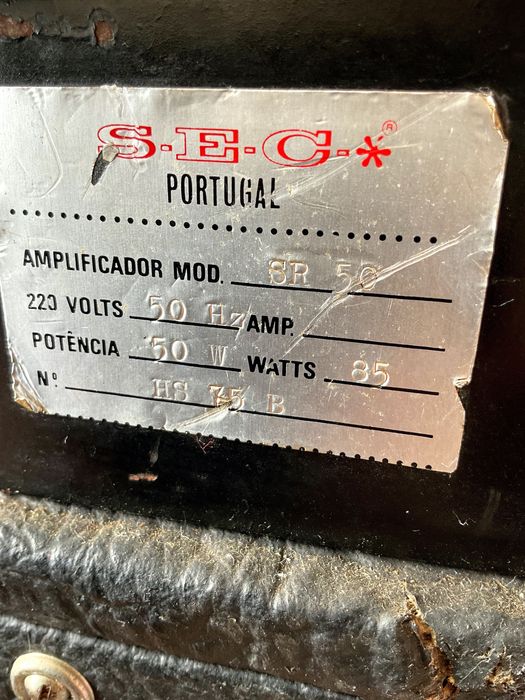 S·E·C·*®
PORTUGAL
AMPLIFICADOR MOD. SR 50
220 VOLTS 50 Hz AMP.
POTÊNCIA 50 W WATTS 85
Nº HS 75 B